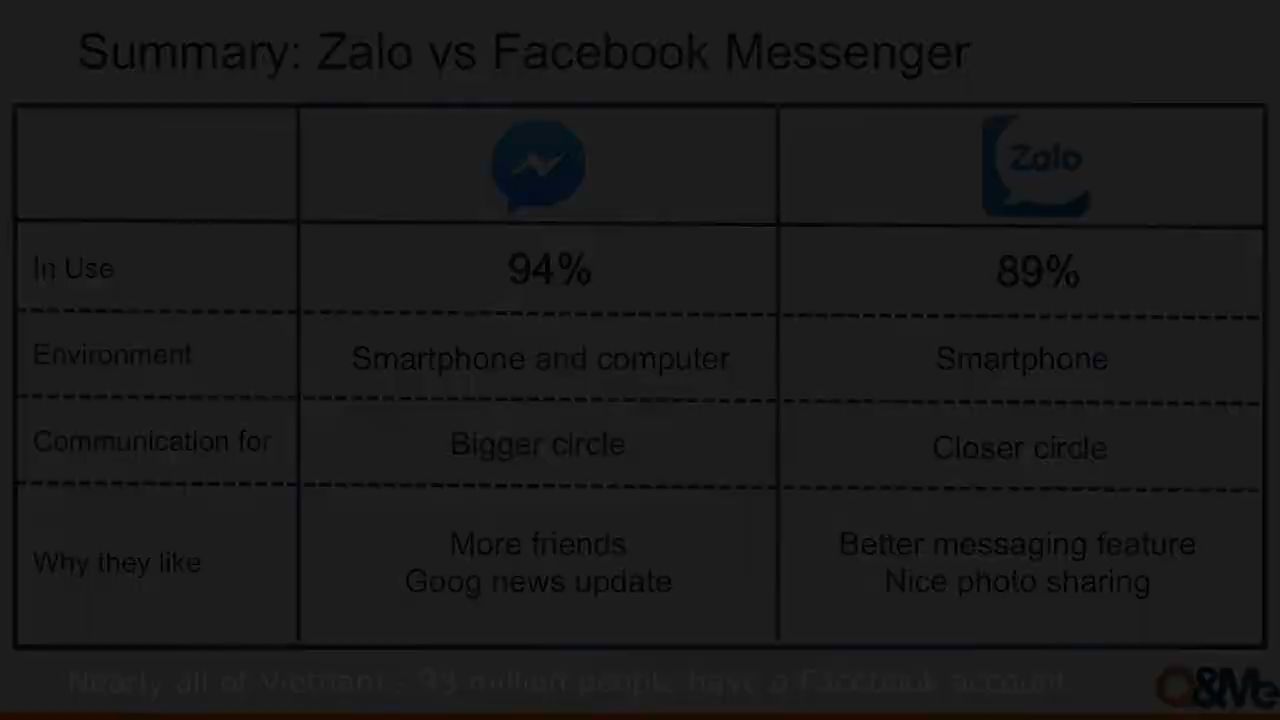 Summary: Zalo vs Facebook Messenger
Zalo
In Use 94% 89%
Environment Smartphone and computer Smartphone
Communication for Bigger circle Closer circle
Why they like
More friends Better messaging feature
Goog news update Nice photo sharing
Nearly all of Vietnam's 93 million people have a Facebook account
Q&Me